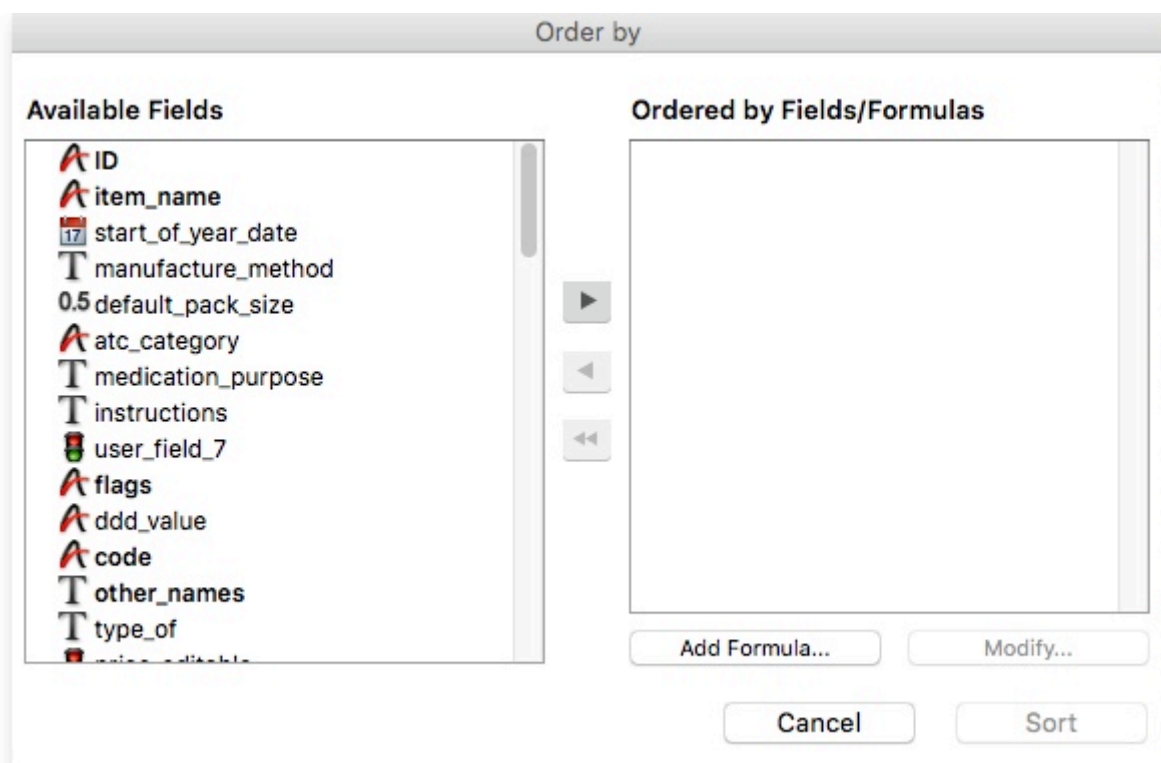 Order by
Available Fields
Ordered by Fields/Formulas
ID
item_name
17 start_of_year_date
T manufacture_method
0.5 default_pack_size
atc_category
T medication_purpose
T instructions
user_field_7
flags
ddd_value
code
T other_names
T type_of
Add Formula...
Modify...
Cancel
Sort